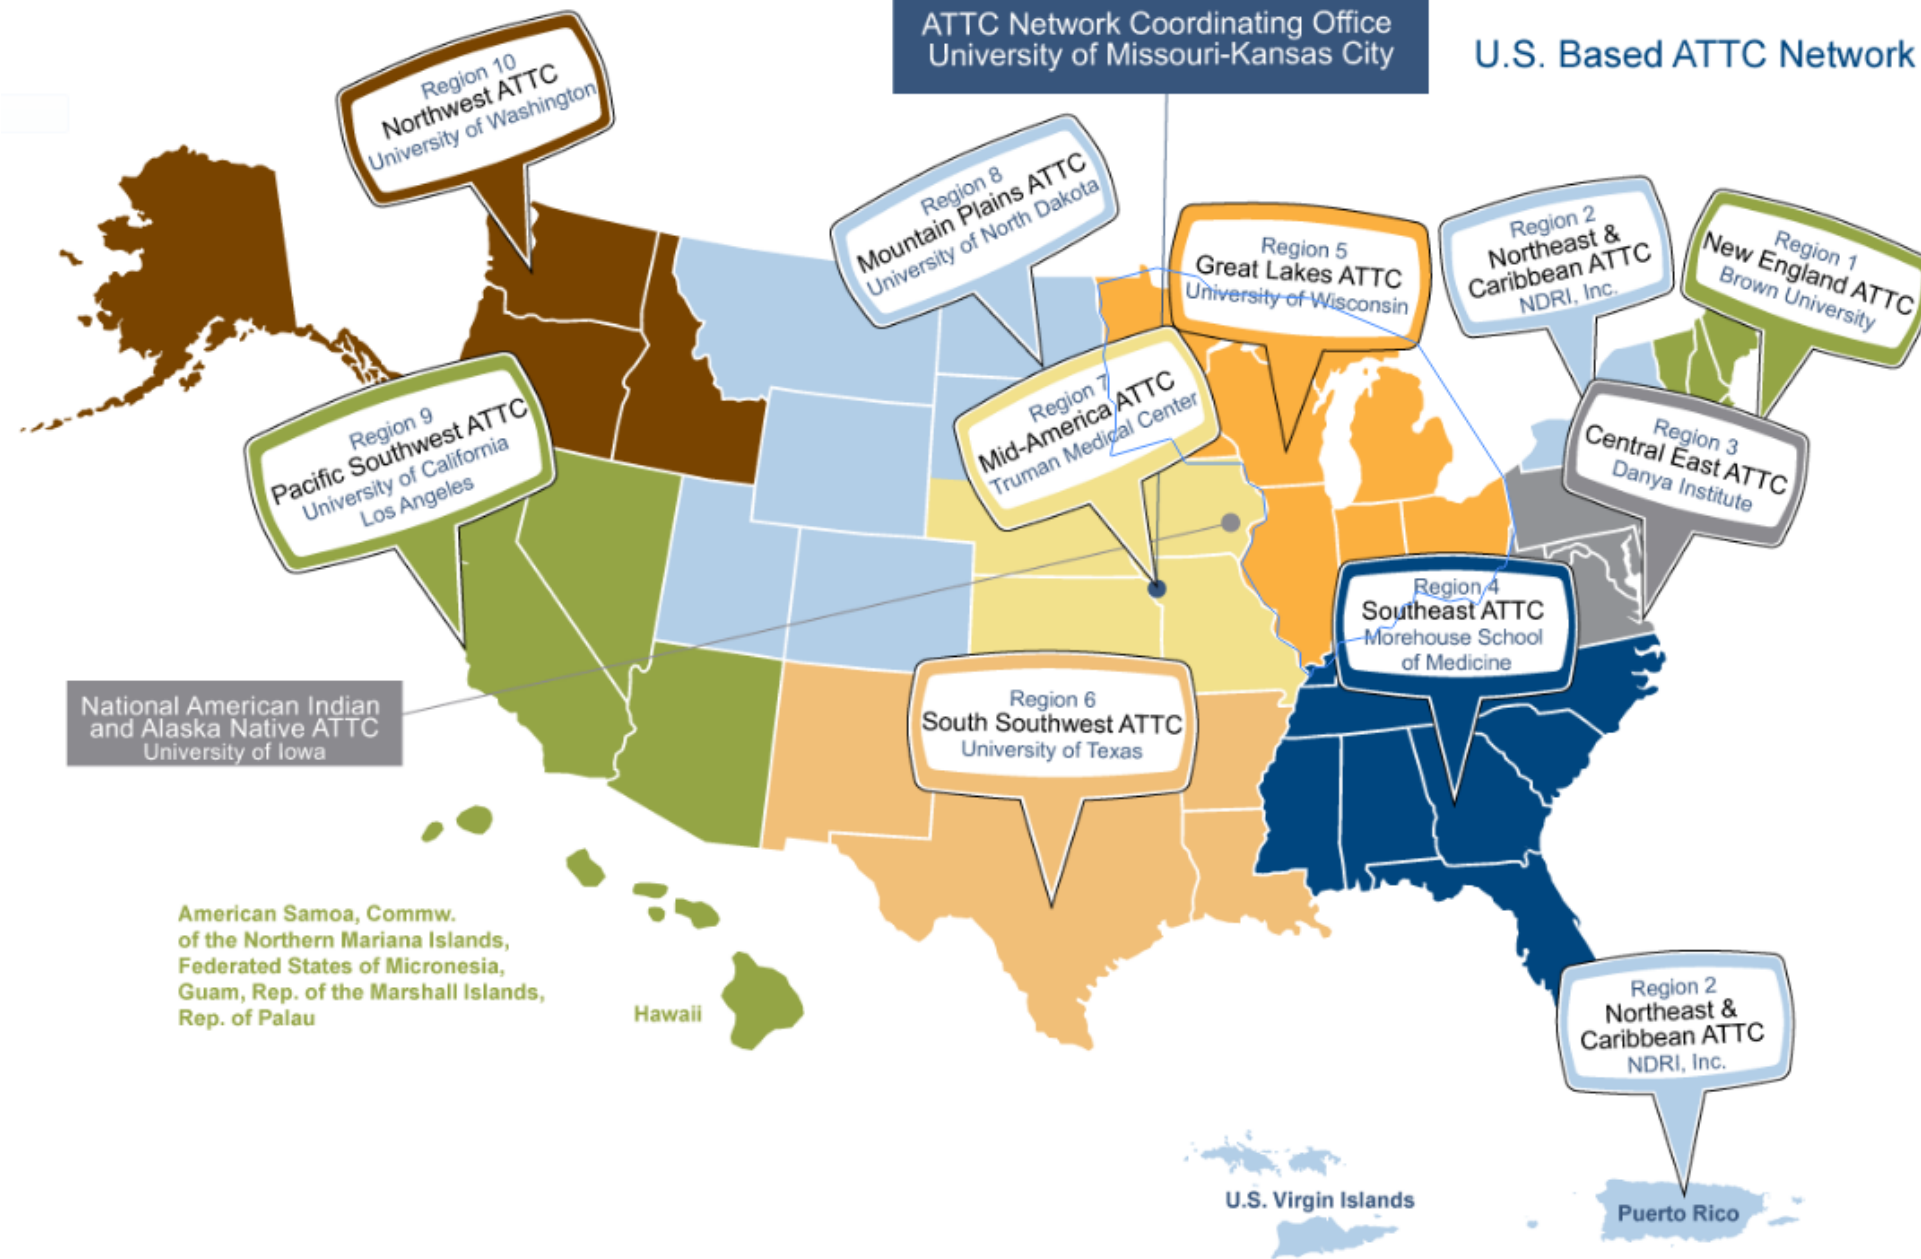 ATTC Network Coordinating Office
University of Missouri-Kansas City
U.S. Based ATTC Network
Region 10
Northwest ATTC
University of Washington
Region 8
Mountain Plains ATTC
University of North Dakota
Region 5
Great Lakes ATTC
University of Wisconsin
Region 2
Northeast &
Caribbean ATTC
NDRI, Inc.
Region 1
New England ATTC
Brown University
Region 9
Pacific Southwest ATTC
University of California
Los Angeles
Region 7
Mid-America ATTC
Truman Medical Center
Region 3
Central East ATTC
Danya Institute
Region 4
Southeast ATTC
Morehouse School
of Medicine
National American Indian
and Alaska Native ATTC
University of Iowa
Region 6
South Southwest ATTC
University of Texas
American Samoa, Commw.
of the Northern Mariana Islands,
Federated States of Micronesia,
Guam, Rep. of the Marshall Islands,
Rep. of Palau
Hawaii
Region 2
Northeast &
Caribbean ATTC
NDRI, Inc.
U.S. Virgin Islands
Puerto Rico